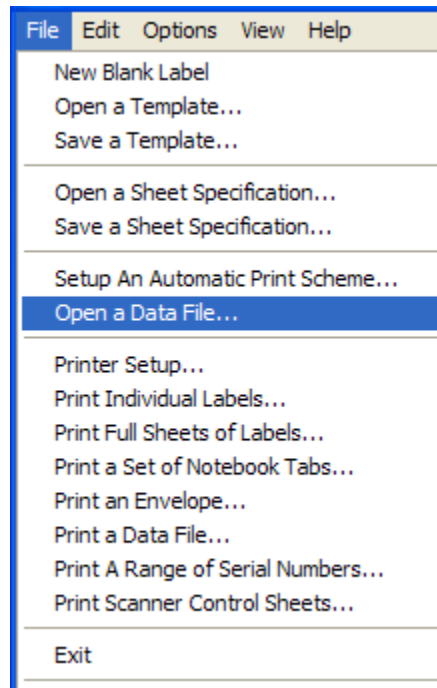 File Edit Options View Help
New Blank Label
Open a Template...
Save a Template...
Open a Sheet Specification...
Save a Sheet Specification...
Setup An Automatic Print Scheme...
Open a Data File...
Printer Setup...
Print Individual Labels...
Print Full Sheets of Labels...
Print a Set of Notebook Tabs...
Print an Envelope...
Print a Data File...
Print A Range of Serial Numbers...
Print Scanner Control Sheets...
Exit